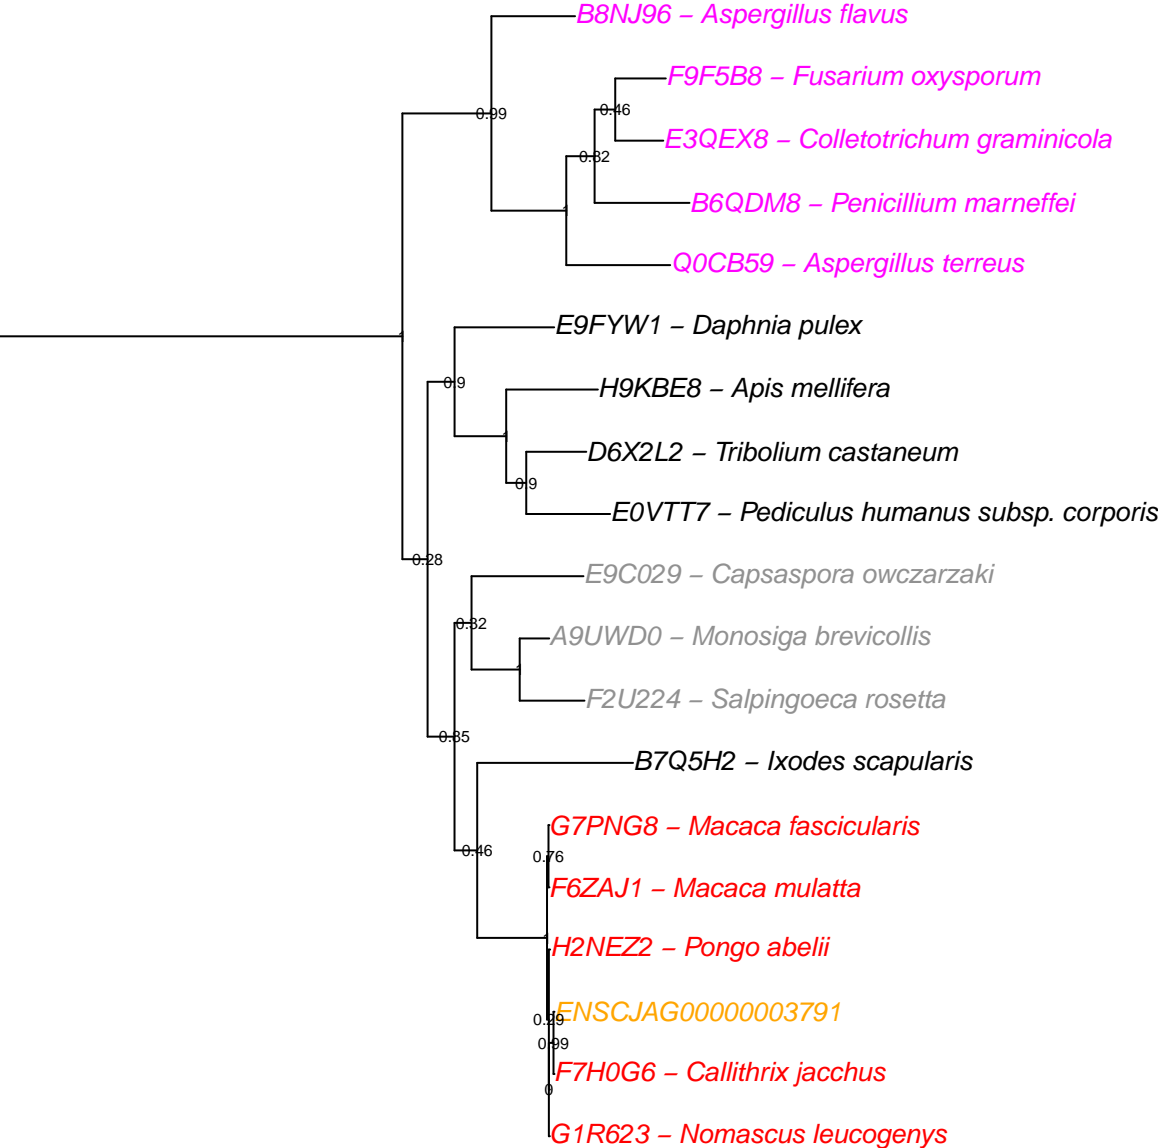 B8NJ96 – Aspergillus flavus
F9F5B8 – Fusarium oxysporum
0.46
0.99
E3QEX8 – Colletotrichum graminicola
0.82
B6QDM8 – Penicillium marneffei
1
Q0CB59 – Aspergillus terreus
E9FYW1 – Daphnia pulex
1
0.9
H9KBE8 – Apis mellifera
1
D6X2L2 – Tribolium castaneum
0.9
E0VTT7 – Pediculus humanus subsp. corporis
0.28
E9C029 – Capsaspora owczarzaki
0.32
A9UWD0 – Monosiga brevicollis
1
F2U224 – Salpingoeca rosetta
0.35
B7Q5H2 – Ixodes scapularis
G7PNG8 – Macaca fascicularis
0.46
0.76
F6ZAJ1 – Macaca mulatta
1
H2NEZ2 – Pongo abelii
ENSCJAG00000003791
0.29
0.99
F7H0G6 – Callithrix jacchus
0
G1R623 – Nomascus leucogenys